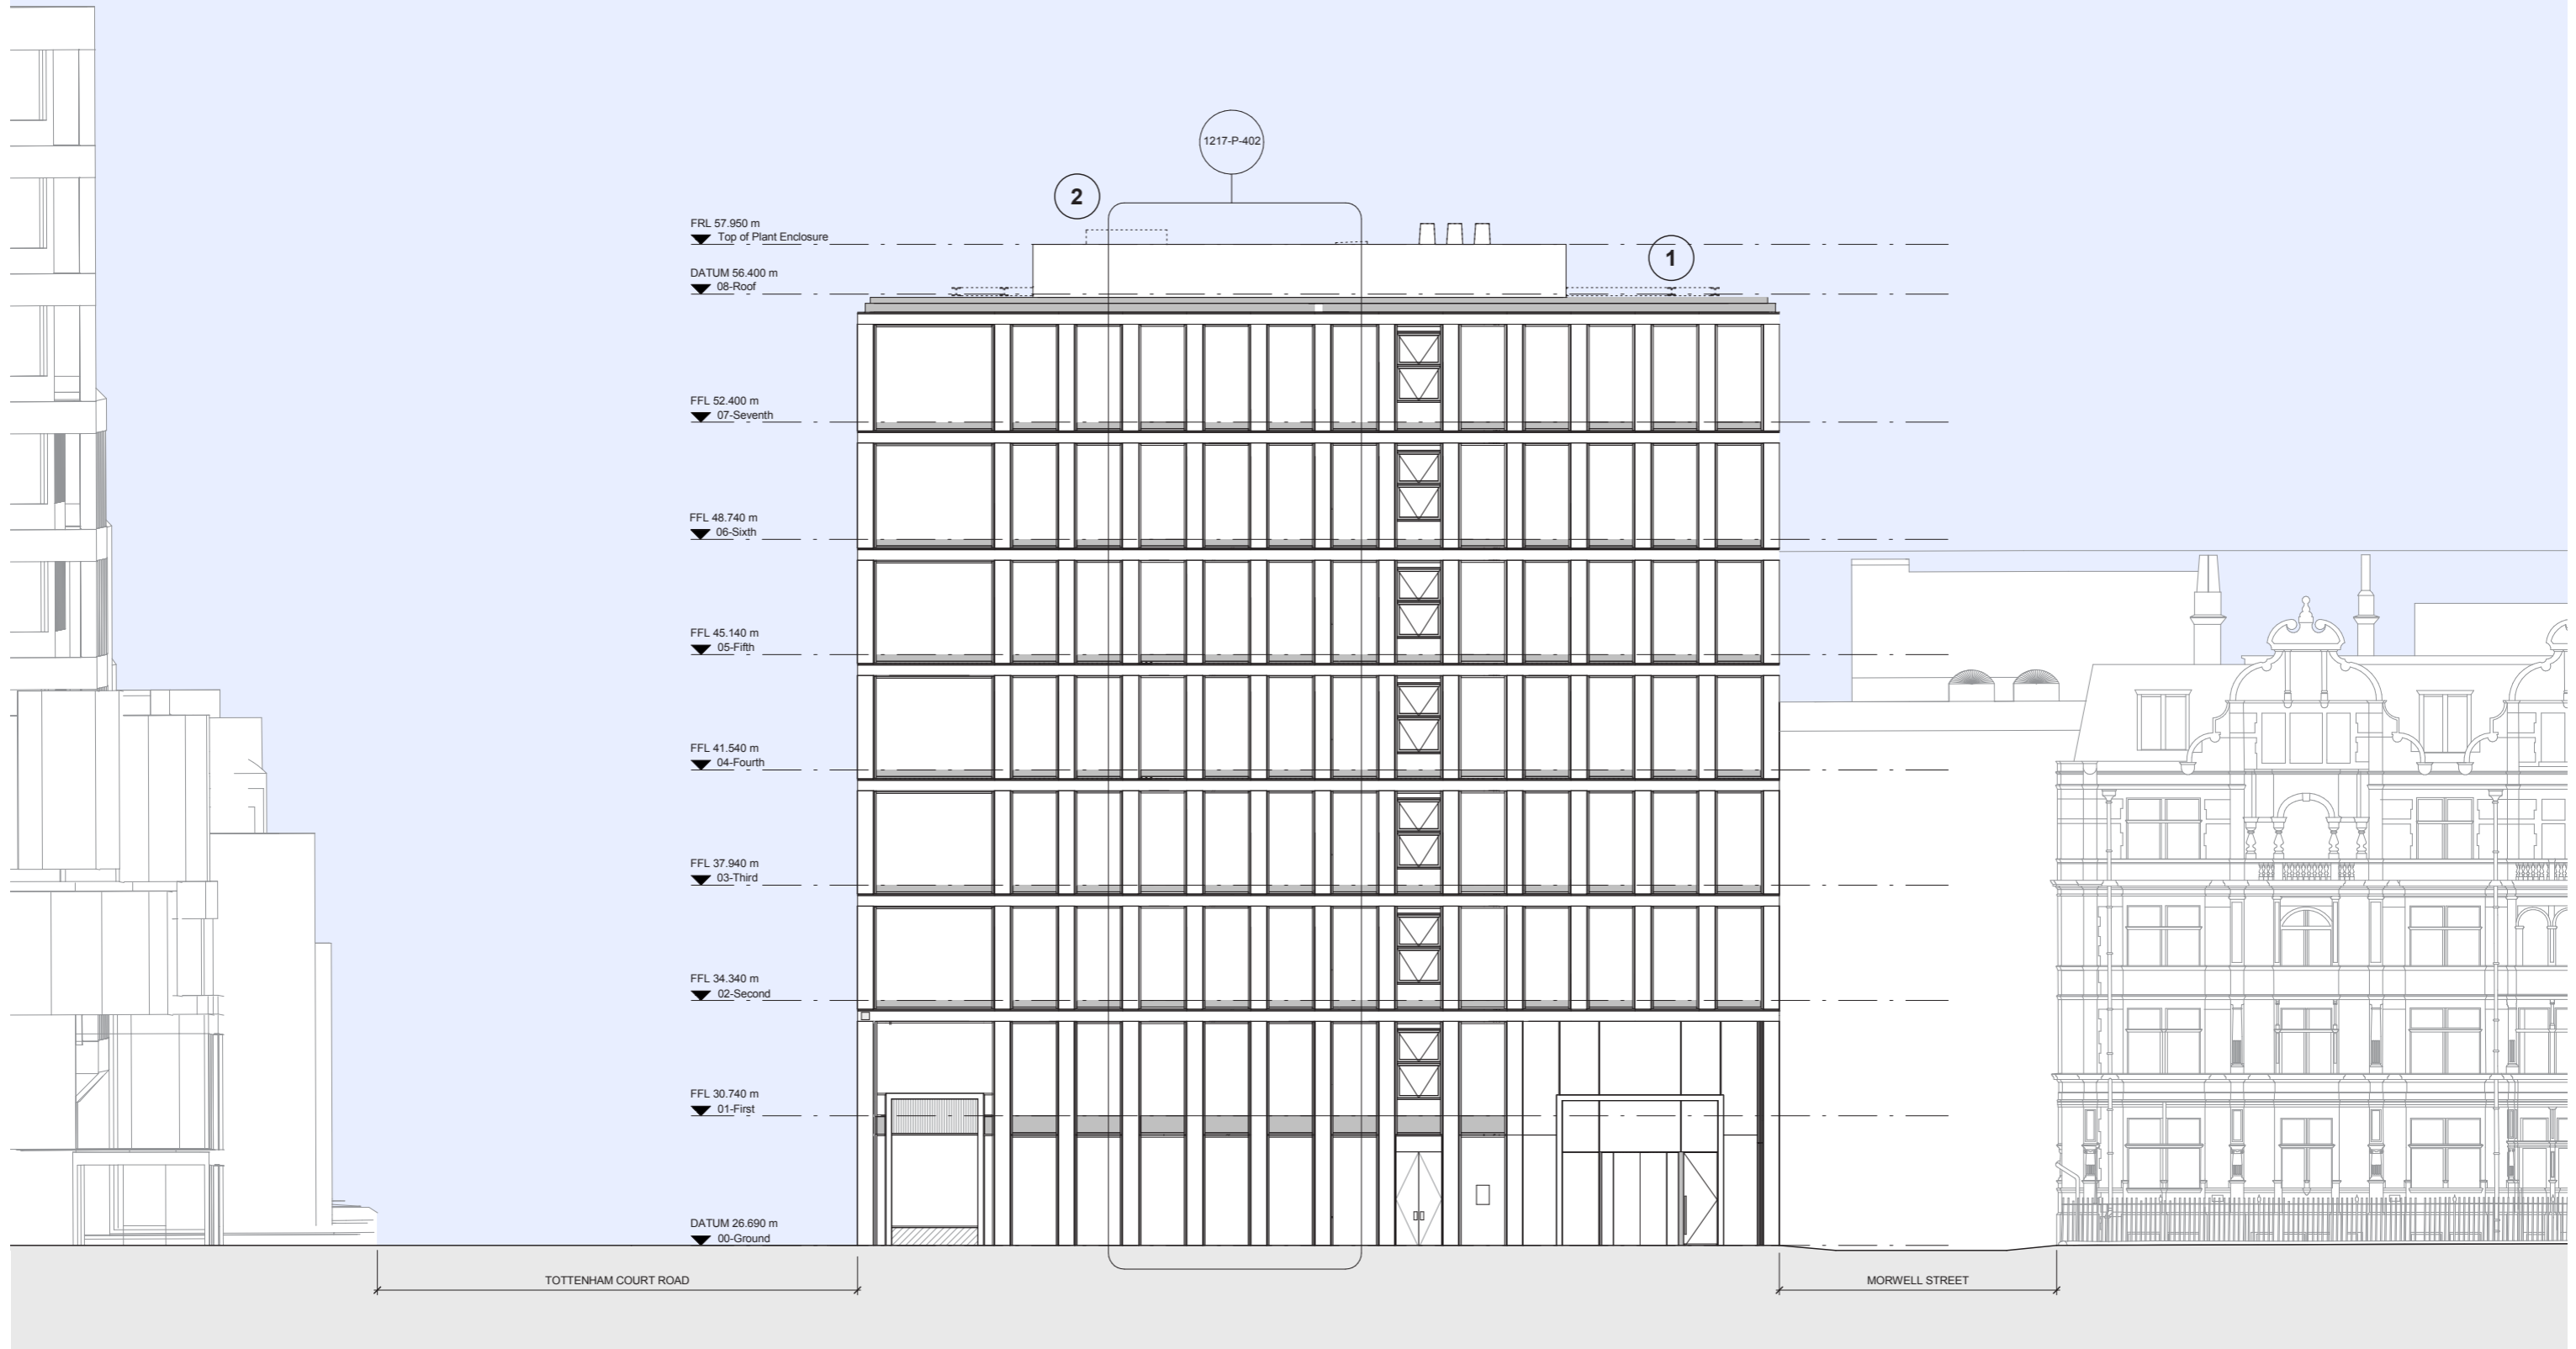 1217-P-402
2
FRL 57.950 m
Top of Plant Enclosure
1
DATUM 56.400 m
08-Roof
FFL 52.400 m
07-Seventh
FFL 48.740 m
06-Sixth
FFL 45.140 m
05-Fifth
FFL 41.540 m
04-Fourth
FFL 37.940 m
03-Third
FFL 34.340 m
02-Second
FFL 30.740 m
01-First
DATUM 26.690 m
00-Ground
TOTTENHAM COURT ROAD
MORWELL STREET